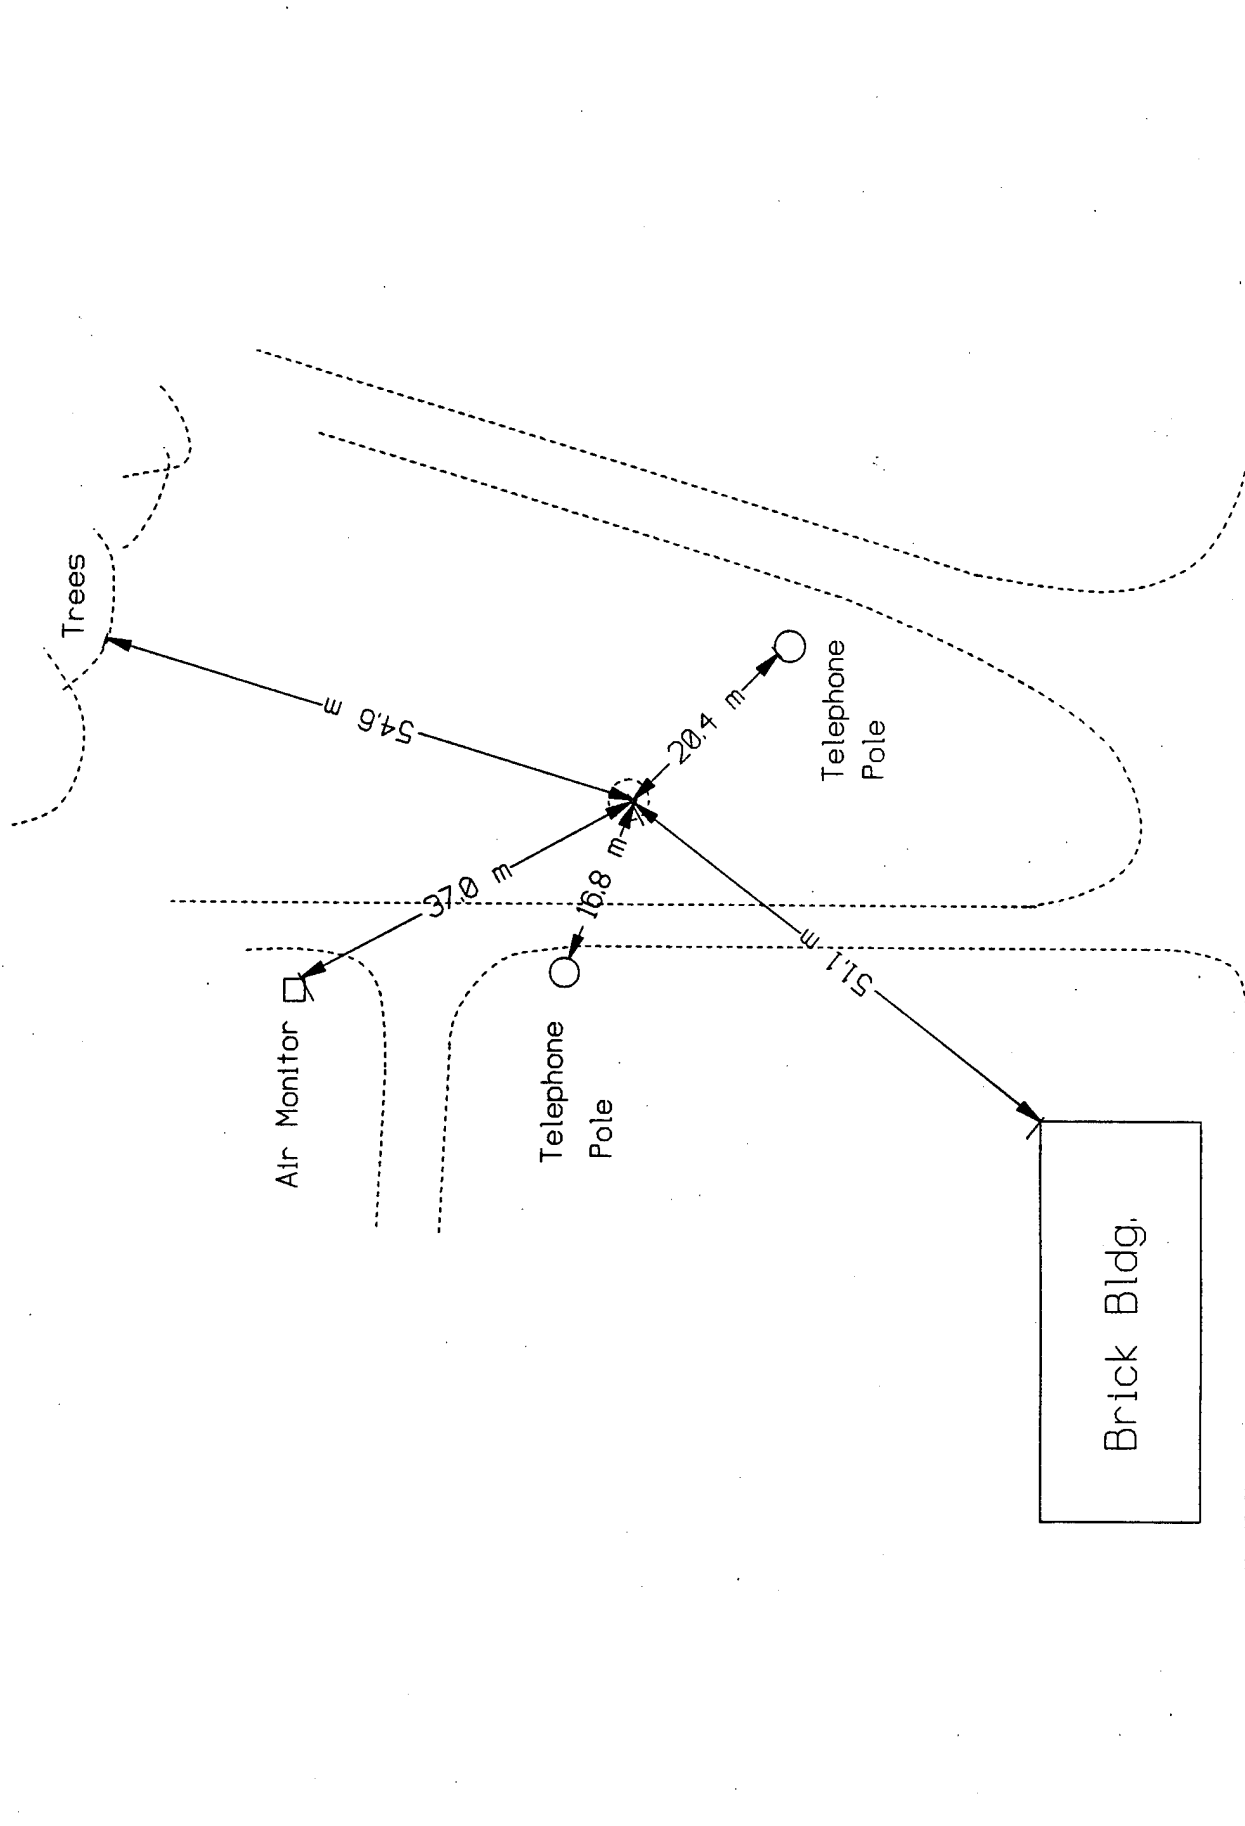 Trees
54.6 m
37.0 m
16.8 m
20.4 m
51.1 m
Air Monitor
Telephone
Pole
Telephone
Pole
Brick Bldg.